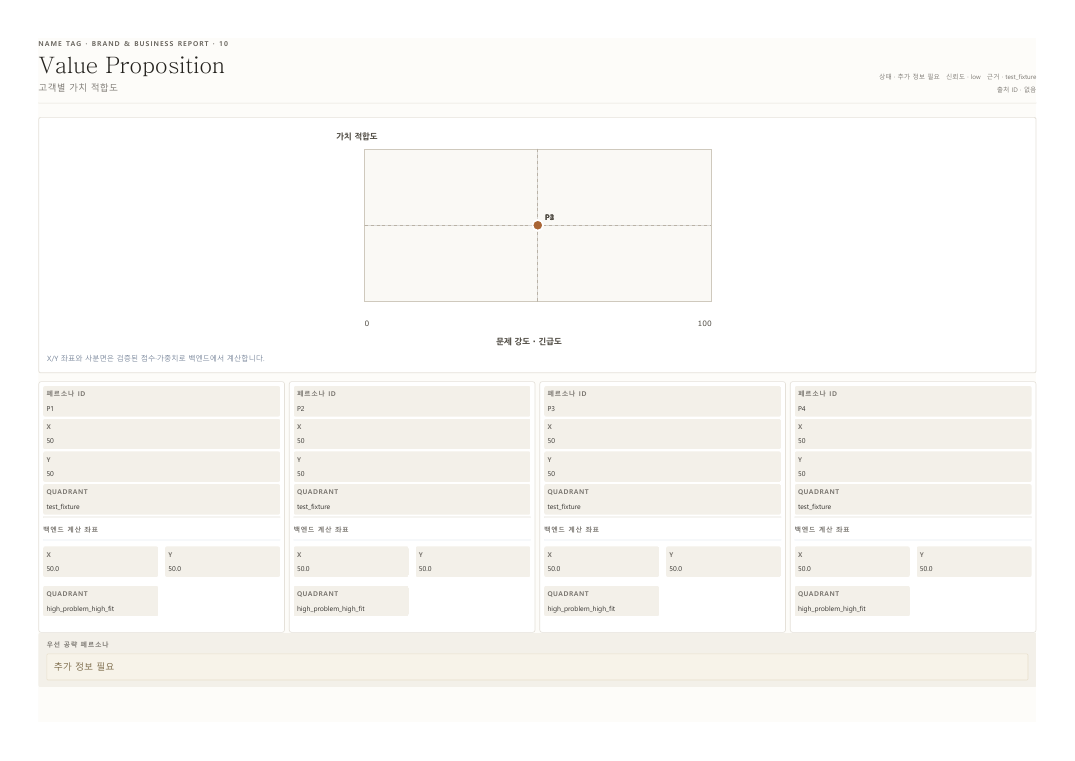 NAME TAG · BRAND & BUSINESS REPORT · 10
Value Proposition
고객별 가치 적합도
상태 · 추가 정보 필요 신뢰도 · low 근거 · test_fixture
출처 ID · 없음
가치 적합도
0 100
문제 강도 · 긴급도
X/Y 좌표와 사분면은 검증된 점수·가중치로 백엔드에서 계산합니다.
페르소나 ID 페르소나 ID 페르소나 ID 페르소나 ID
P1 P2 P3 P4
X X X X
50 50 50 50
Y Y Y Y
50 50 50 50
QUADRANT QUADRANT QUADRANT QUADRANT
test_fixture test_fixture test_fixture test_fixture
백엔드 계산 좌표 백엔드 계산 좌표 백엔드 계산 좌표 백엔드 계산 좌표
X Y X Y X Y X Y
50.0 50.0 50.0 50.0 50.0 50.0 50.0 50.0
QUADRANT QUADRANT QUADRANT QUADRANT
high_problem_high_fit high_problem_high_fit high_problem_high_fit high_problem_high_fit
우선 공략 페르소나
추가 정보 필요